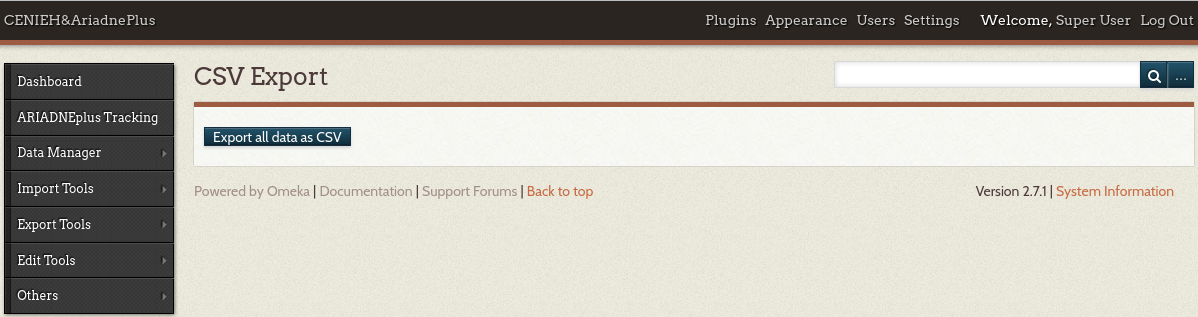 CENIEH&AriadnePlus Plugins Appearance Users Settings Welcome, Super User Log Out
Dashboard
ARIADNEplus Tracking
Data Manager
Import Tools
Export Tools
Edit Tools
Others
CSV Export
...
Export all data as CSV
Powered by Omeka | Documentation | Support Forums | Back to top Version 2.7.1 | System Information